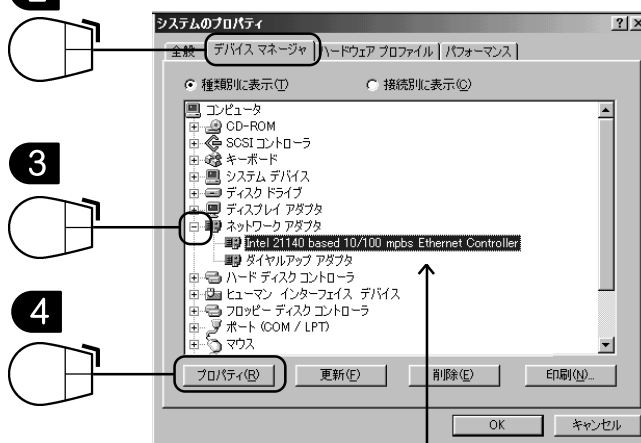 システムのプロパティ
全般 デバイス マネージャ ハードウェア プロファイル パフォーマンス
種類別に表示(T) 接続別に表示(C)
コンピュータ
CD-ROM
SCSI コントローラ
3
キーボード
システム デバイス
ディスク ドライブ
ディスプレイ アダプタ
ネットワーク アダプタ
Intel 21140 based 10/100 mpbs Ethernet Controller
ダイヤルアップ アダプタ
ハード ディスク コントローラ
ヒューマン インターフェイス デバイス
4
フロッピー ディスク コントローラ
ポート (COM / LPT)
マウス
プロパティ(R) 更新(F) 削除(E) 印刷(N)...
OK キャンセル